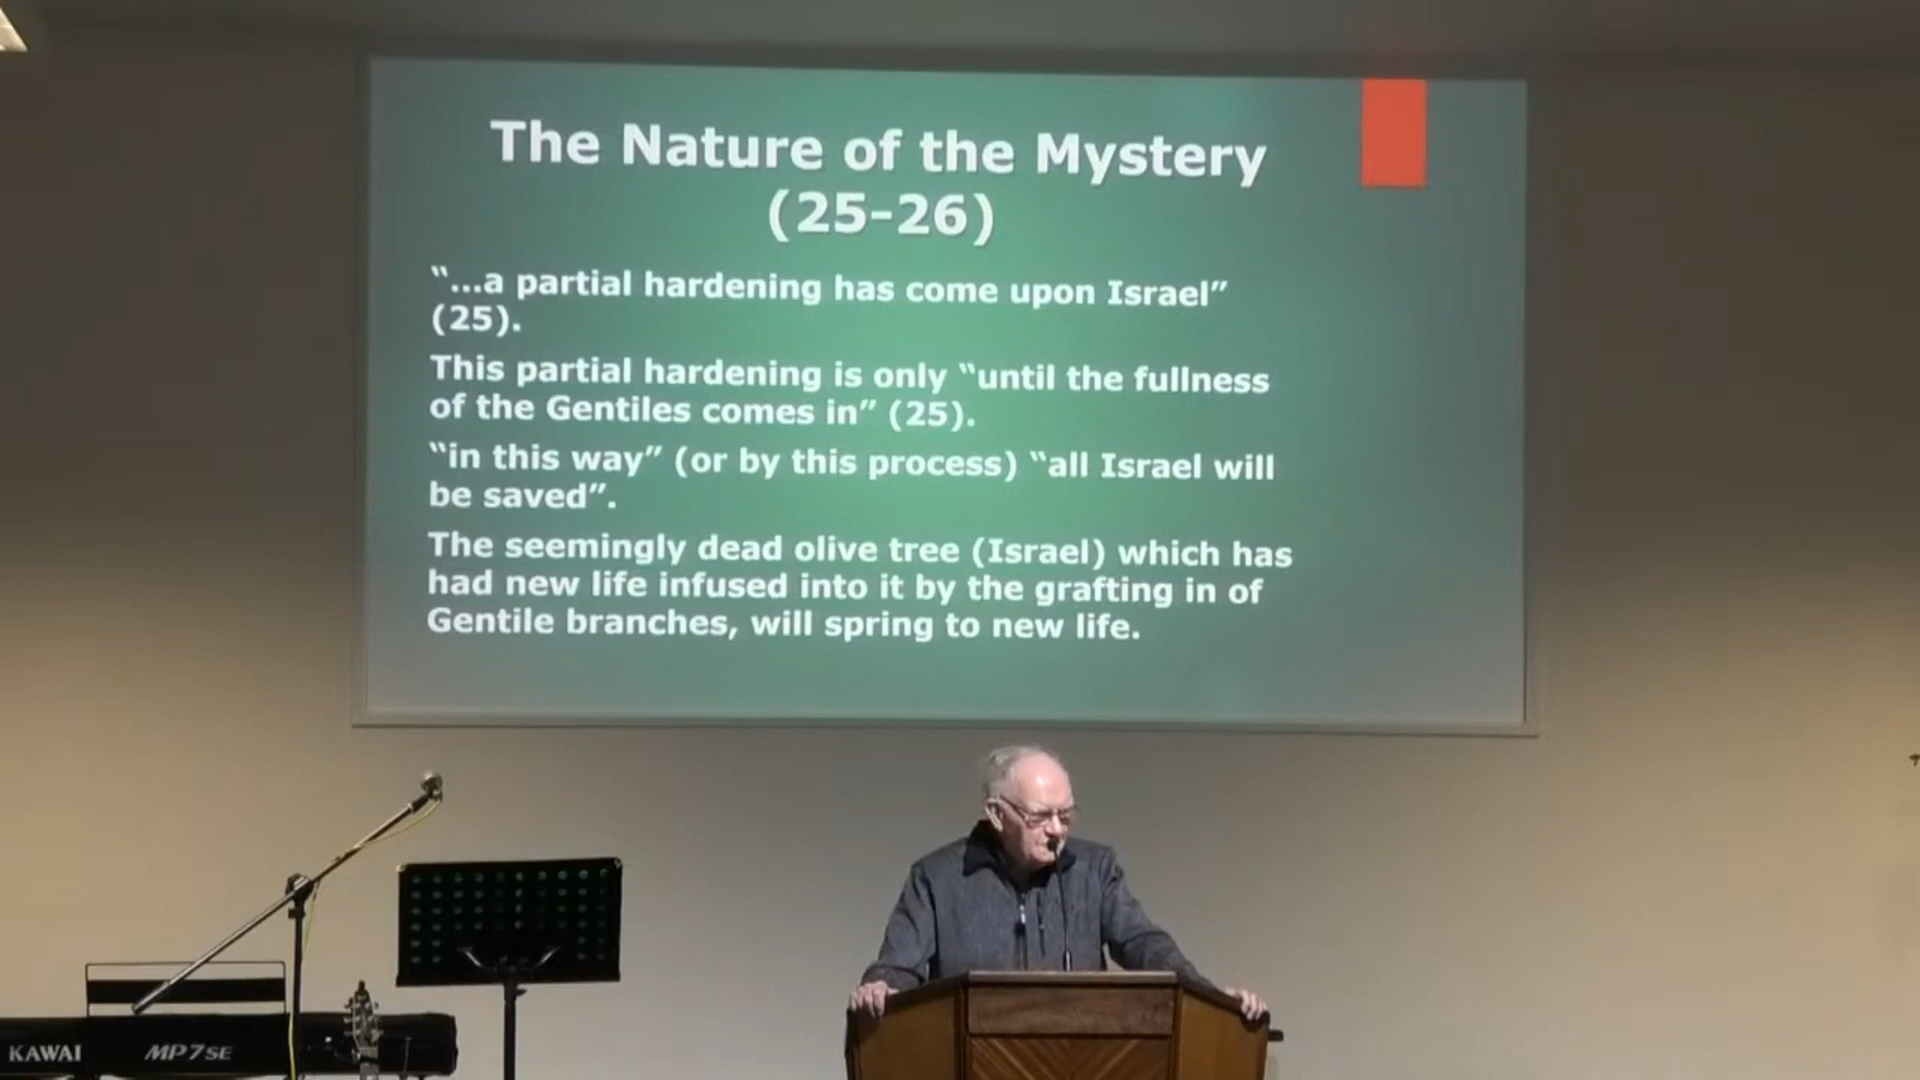 The Nature of the Mystery
(25-26)
“...a partial hardening has come upon Israel”
(25).
This partial hardening is only “until the fullness
of the Gentiles comes in” (25).
“in this way” (or by this process) “all Israel will
be saved”.
The seemingly dead olive tree (Israel) which has
had new life infused into it by the grafting in of
Gentile branches, will spring to new life.
KAWAI MP7SE